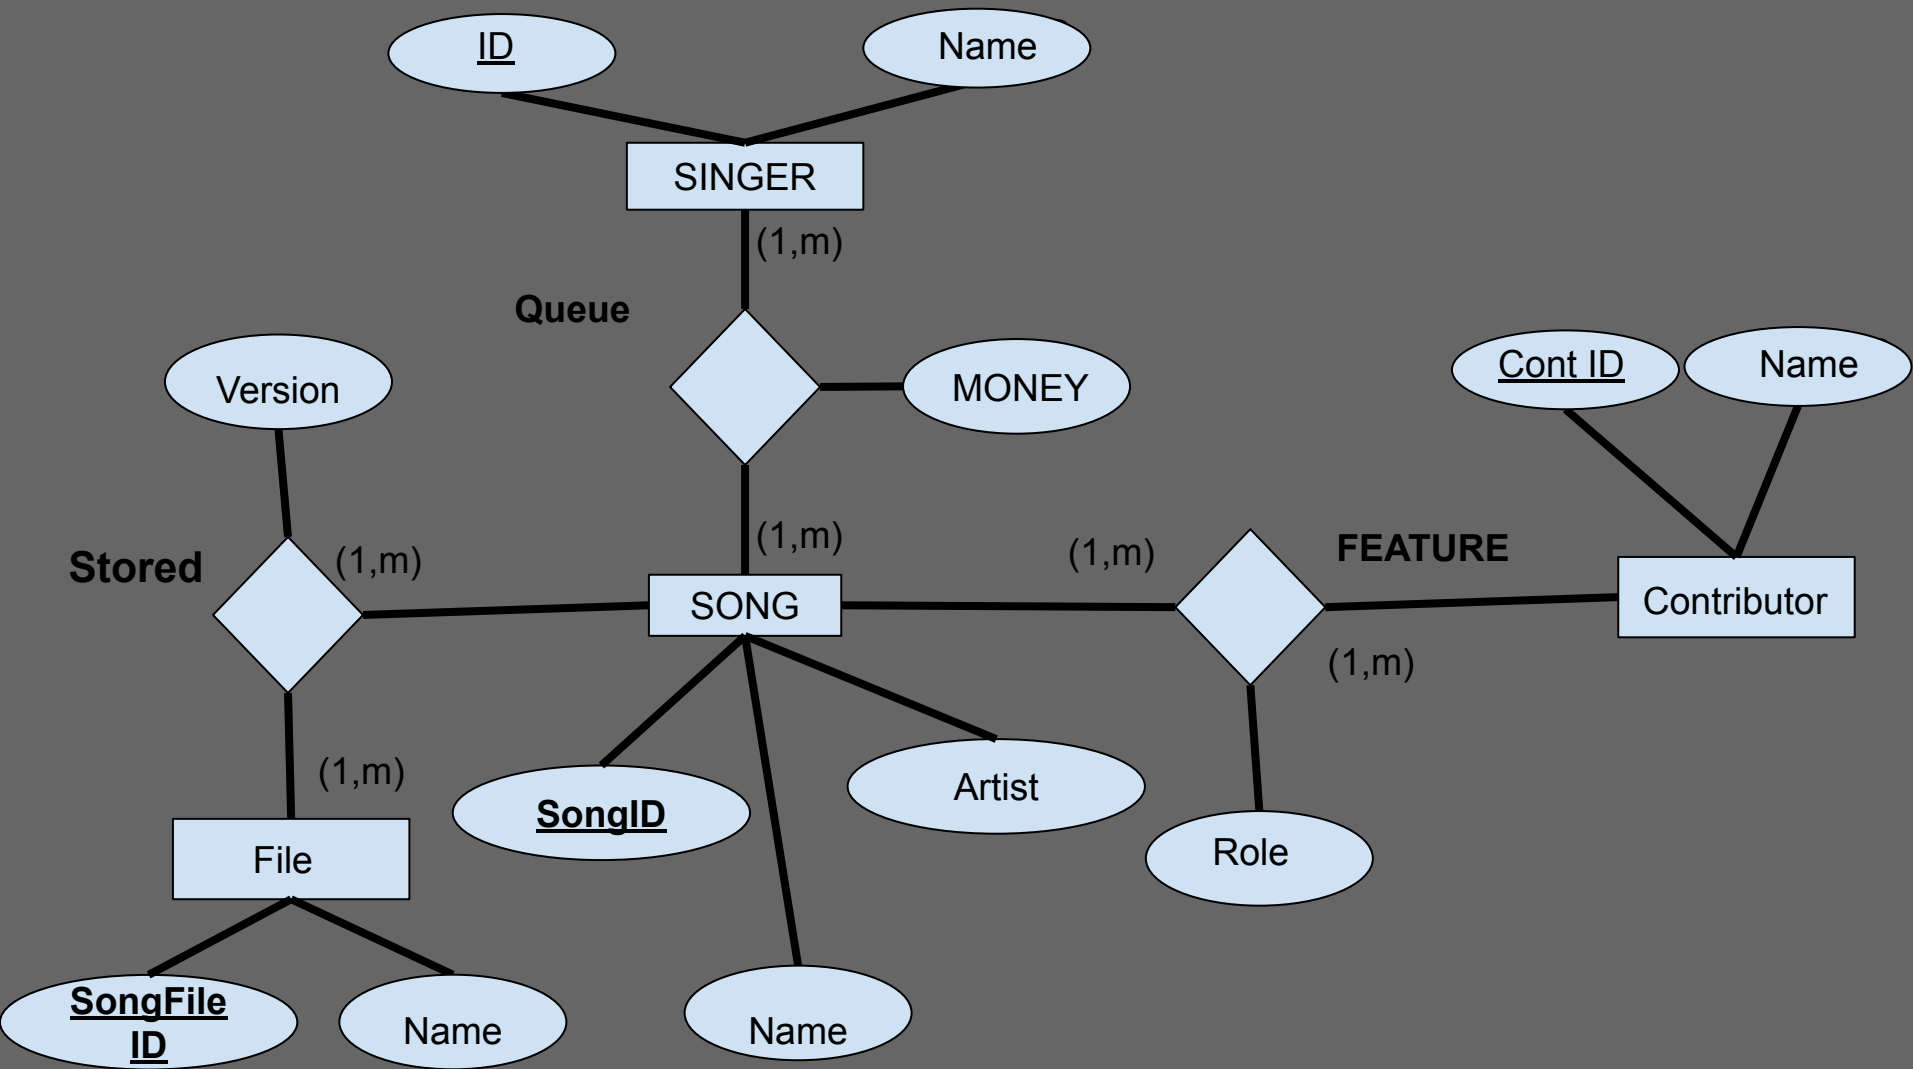 ID
Name
SINGER
(1,m)
Queue
Version
MONEY
Cont ID
Name
Stored
(1,m)
(1,m)
(1,m)
FEATURE
SONG
Contributor
(1,m)
(1,m)
SongID
Artist
File
Role
SongFile
ID
Name
Name